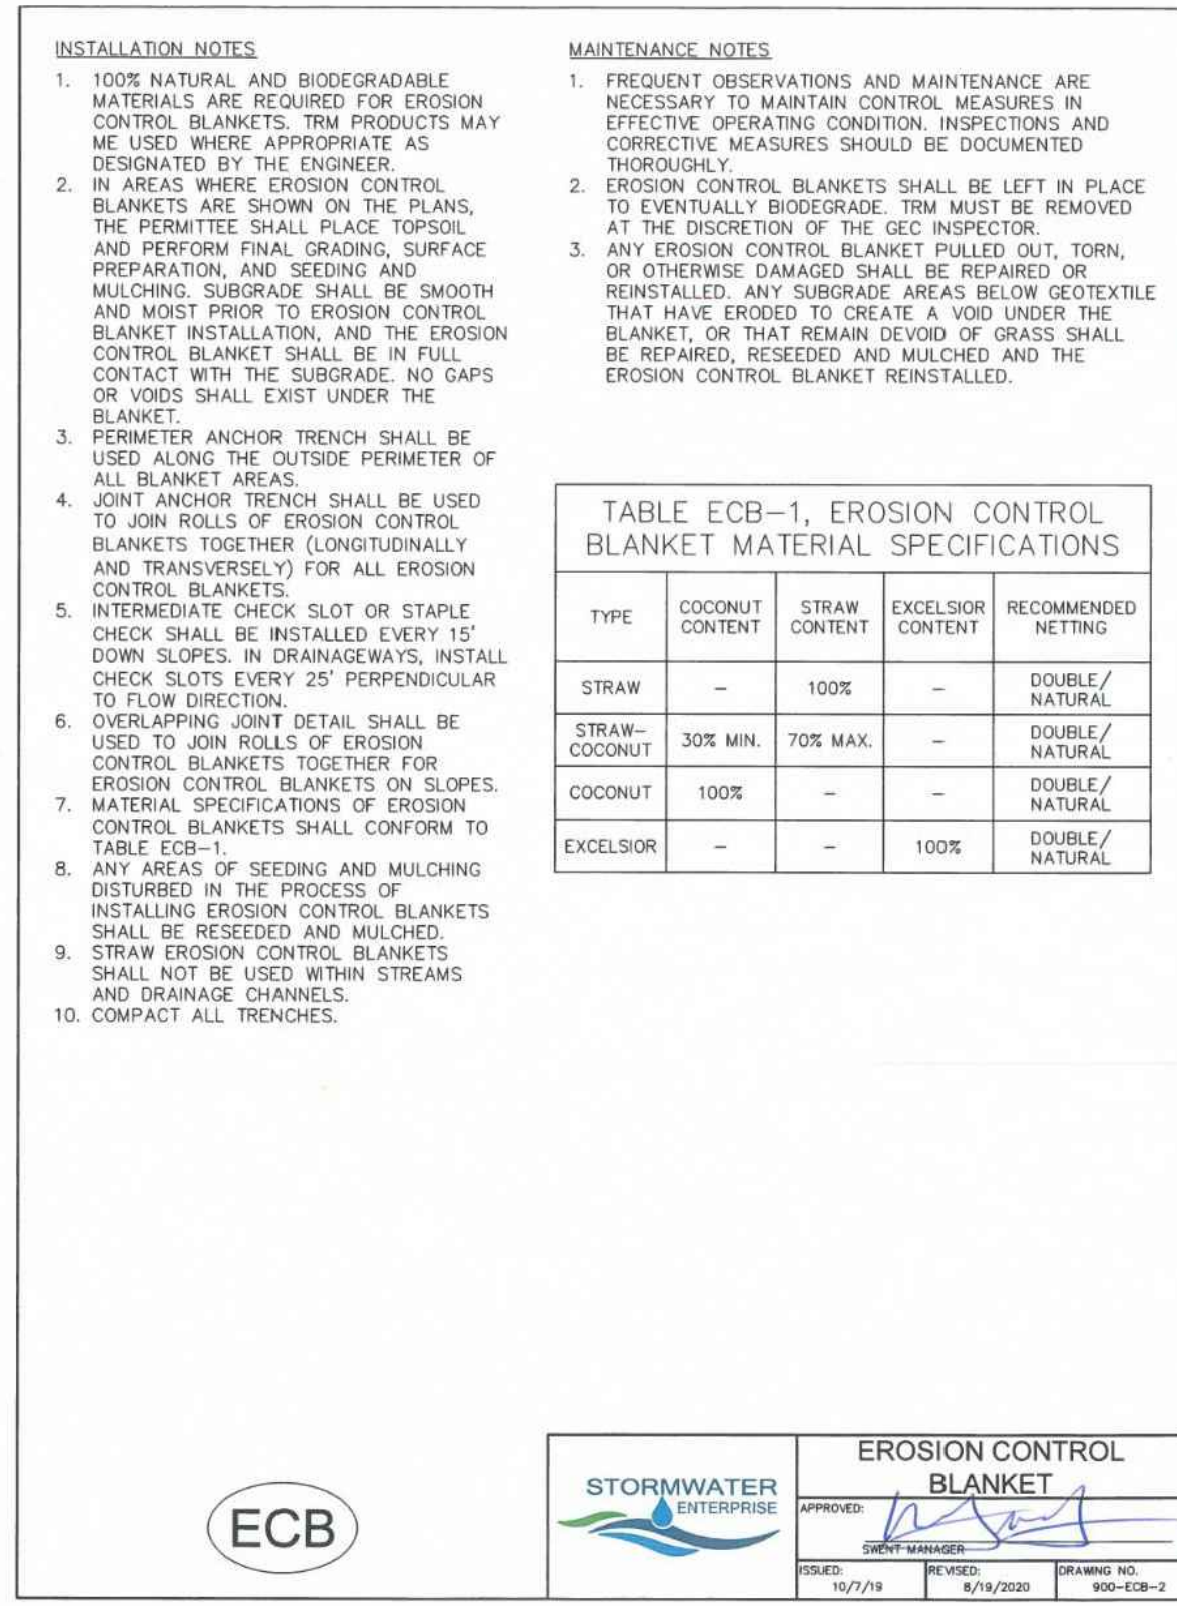 INSTALLATION NOTES
1. 100% NATURAL AND BIODEGRADABLE
MATERIALS ARE REQUIRED FOR EROSION
CONTROL BLANKETS. TRM PRODUCTS MAY
ME USED WHERE APPROPRIATE AS
DESIGNATED BY THE ENGINEER.
2. IN AREAS WHERE EROSION CONTROL
BLANKETS ARE SHOWN ON THE PLANS,
THE PERMITTEE SHALL PLACE TOPSOIL
AND PERFORM FINAL GRADING, SURFACE
PREPARATION, AND SEEDING AND
MULCHING. SUBGRADE SHALL BE SMOOTH
AND MOIST PRIOR TO EROSION CONTROL
BLANKET INSTALLATION, AND THE EROSION
CONTROL BLANKET SHALL BE IN FULL
CONTACT WITH THE SUBGRADE. NO GAPS
OR VOIDS SHALL EXIST UNDER THE
BLANKET.
3. PERIMETER ANCHOR TRENCH SHALL BE
USED ALONG THE OUTSIDE PERIMETER OF
ALL BLANKET AREAS.
4. JOINT ANCHOR TRENCH SHALL BE USED
TO JOIN ROLLS OF EROSION CONTROL
BLANKETS TOGETHER (LONGITUDINALLY
AND TRANSVERSELY) FOR ALL EROSION
CONTROL BLANKETS.
5. INTERMEDIATE CHECK SLOT OR STAPLE
CHECK SHALL BE INSTALLED EVERY 15'
DOWN SLOPES. IN DRAINAGEWAYS, INSTALL
CHECK SLOTS EVERY 25' PERPENDICULAR
TO FLOW DIRECTION.
6. OVERLAPPING JOINT DETAIL SHALL BE
USED TO JOIN ROLLS OF EROSION
CONTROL BLANKETS TOGETHER FOR
EROSION CONTROL BLANKETS ON SLOPES.
7. MATERIAL SPECIFICATIONS OF EROSION
CONTROL BLANKETS SHALL CONFORM TO
TABLE ECB-1.
8. ANY AREAS OF SEEDING AND MULCHING
DISTURBED IN THE PROCESS OF
INSTALLING EROSION CONTROL BLANKETS
SHALL BE RESEEDED AND MULCHED.
9. STRAW EROSION CONTROL BLANKETS
SHALL NOT BE USED WITHIN STREAMS
AND DRAINAGE CHANNELS.
10. COMPACT ALL TRENCHES.
MAINTENANCE NOTES
1. FREQUENT OBSERVATIONS AND MAINTENANCE ARE
NECESSARY TO MAINTAIN CONTROL MEASURES IN
EFFECTIVE OPERATING CONDITION. INSPECTIONS AND
CORRECTIVE MEASURES SHOULD BE DOCUMENTED
THOROUGHLY.
2. EROSION CONTROL BLANKETS SHALL BE LEFT IN PLACE
TO EVENTUALLY BIODEGRADE. TRM MUST BE REMOVED
AT THE DISCRETION OF THE GEC INSPECTOR.
3. ANY EROSION CONTROL BLANKET PULLED OUT, TORN,
OR OTHERWISE DAMAGED SHALL BE REPAIRED OR
REINSTALLED. ANY SUBGRADE AREAS BELOW GEOTEXTILE
THAT HAVE ERODED TO CREATE A VOID UNDER THE
BLANKET, OR THAT REMAIN DEVOID OF GRASS SHALL
BE REPAIRED, RESEEDED AND MULCHED AND THE
EROSION CONTROL BLANKET REINSTALLED.
TABLE ECB-1, EROSION CONTROL
BLANKET MATERIAL SPECIFICATIONS
TYPE COCONUT CONTENT STRAW CONTENT EXCELSIOR CONTENT RECOMMENDED NETTING
STRAW - 100% - DOUBLE/ NATURAL
STRAW-COCONUT 30% MIN. 70% MAX. - DOUBLE/ NATURAL
COCONUT 100% - - DOUBLE/ NATURAL
EXCELSIOR - - 100% DOUBLE/ NATURAL
ECB
STORMWATER
ENTERPRISE
EROSION CONTROL
BLANKET
APPROVED:
SWENT MANAGER
ISSUED: REVISED: DRAWING NO.
10/7/19 8/19/2020 900-ECB-2